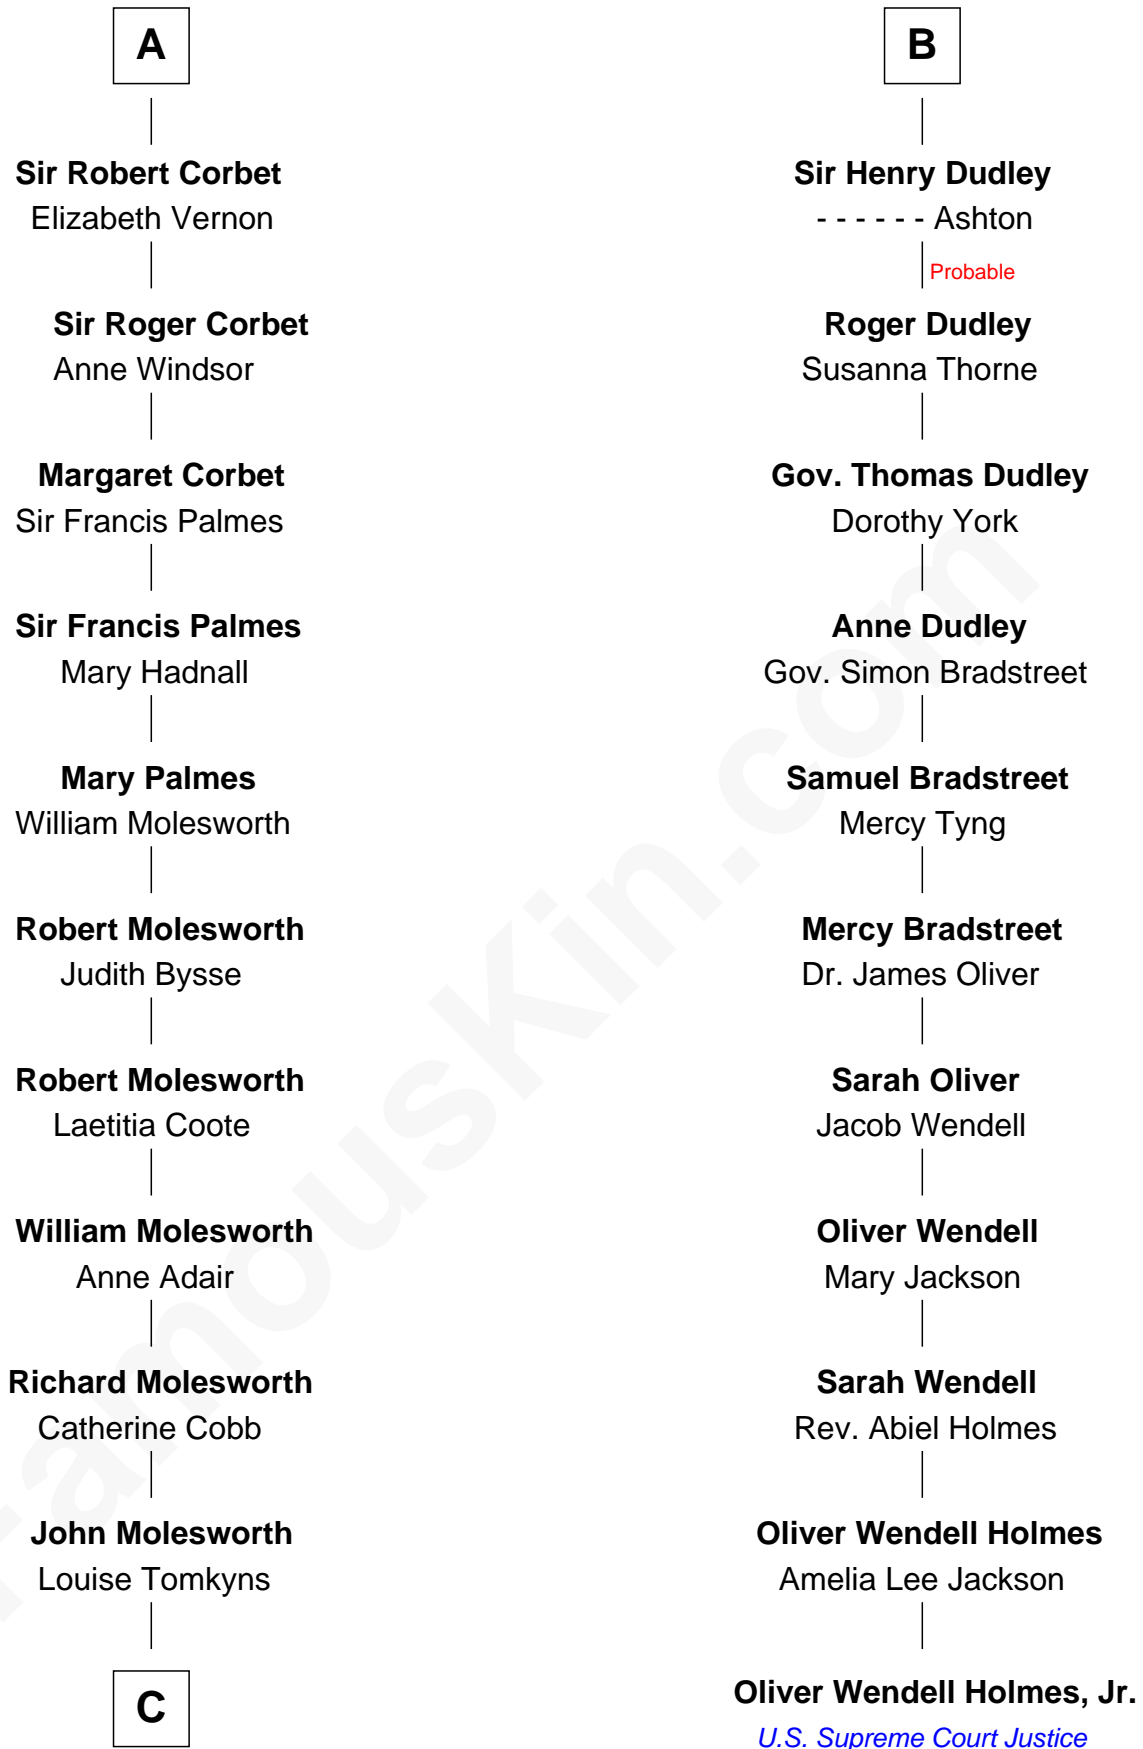 A
Sir Robert Corbet
Elizabeth Vernon
Sir Roger Corbet
Anne Windsor
Margaret Corbet
Sir Francis Palmes
Sir Francis Palmes
Mary Hadnall
Mary Palmes
William Molesworth
Robert Molesworth
Judith Bysse
Robert Molesworth
Laetitia Coote
William Molesworth
Anne Adair
Richard Molesworth
Catherine Cobb
John Molesworth
Louise Tomkyns
C
B
Sir Henry Dudley
- - - - - - Ashton
Probable
Roger Dudley
Susanna Thorne
Gov. Thomas Dudley
Dorothy York
Anne Dudley
Gov. Simon Bradstreet
Samuel Bradstreet
Mercy Tyng
Mercy Bradstreet
Dr. James Oliver
Sarah Oliver
Jacob Wendell
Oliver Wendell
Mary Jackson
Sarah Wendell
Rev. Abiel Holmes
Oliver Wendell Holmes
Amelia Lee Jackson
Oliver Wendell Holmes, Jr.
U.S. Supreme Court Justice
FamousKin.com